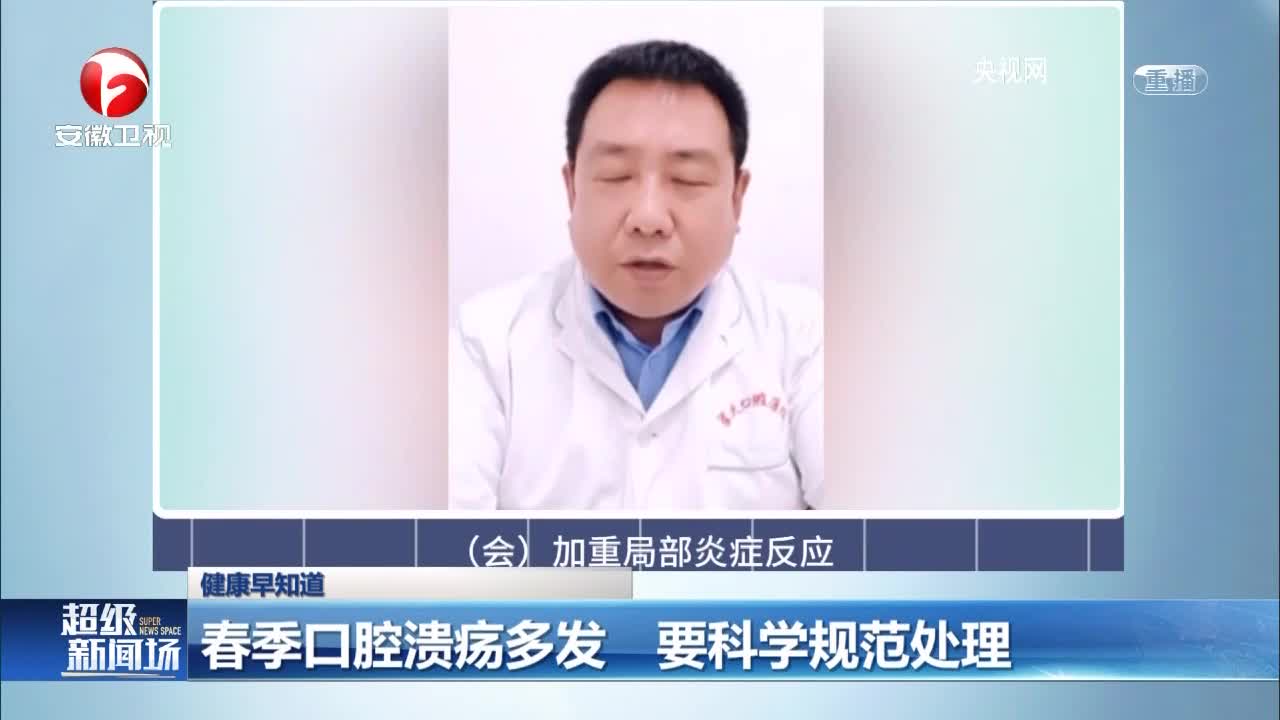 央视网
重播
安徽卫视
（会）加重局部炎症反应
健康早知道
超级
新闻场
SUPER
NEWS SPACE
春季口腔溃疡多发 要科学规范处理